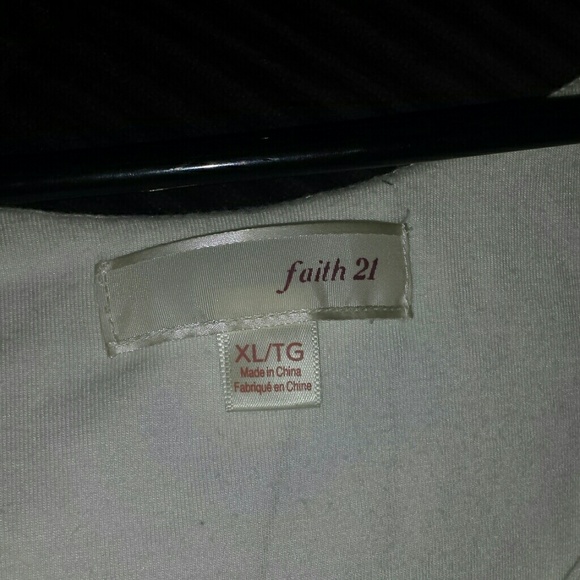 faith 21
XL/TG
Made in China
Fabriqué en Chine